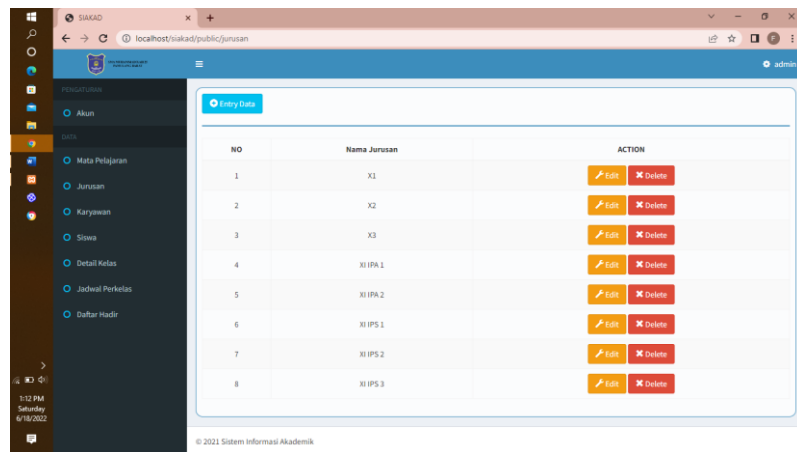 SIAKAD
localhost/siakad/public/jurusan
admin
PENGATURAN
Akun
DATA
Mata Pelajaran
Jurusan
Karyawan
Siswa
Detail Kelas
Jadwal Perkelas
Daftar Hadir
Entry Data
NO Nama Jurusan ACTION
1 X1 Edit Delete
2 X2 Edit Delete
3 X3 Edit Delete
4 XI IPA 1 Edit Delete
5 XI IPA 2 Edit Delete
6 XI IPS 1 Edit Delete
7 XI IPS 2 Edit Delete
8 XI IPS 3 Edit Delete
© 2021 Sistem Informasi Akademik
1:12 PM
Saturday
6/18/2022